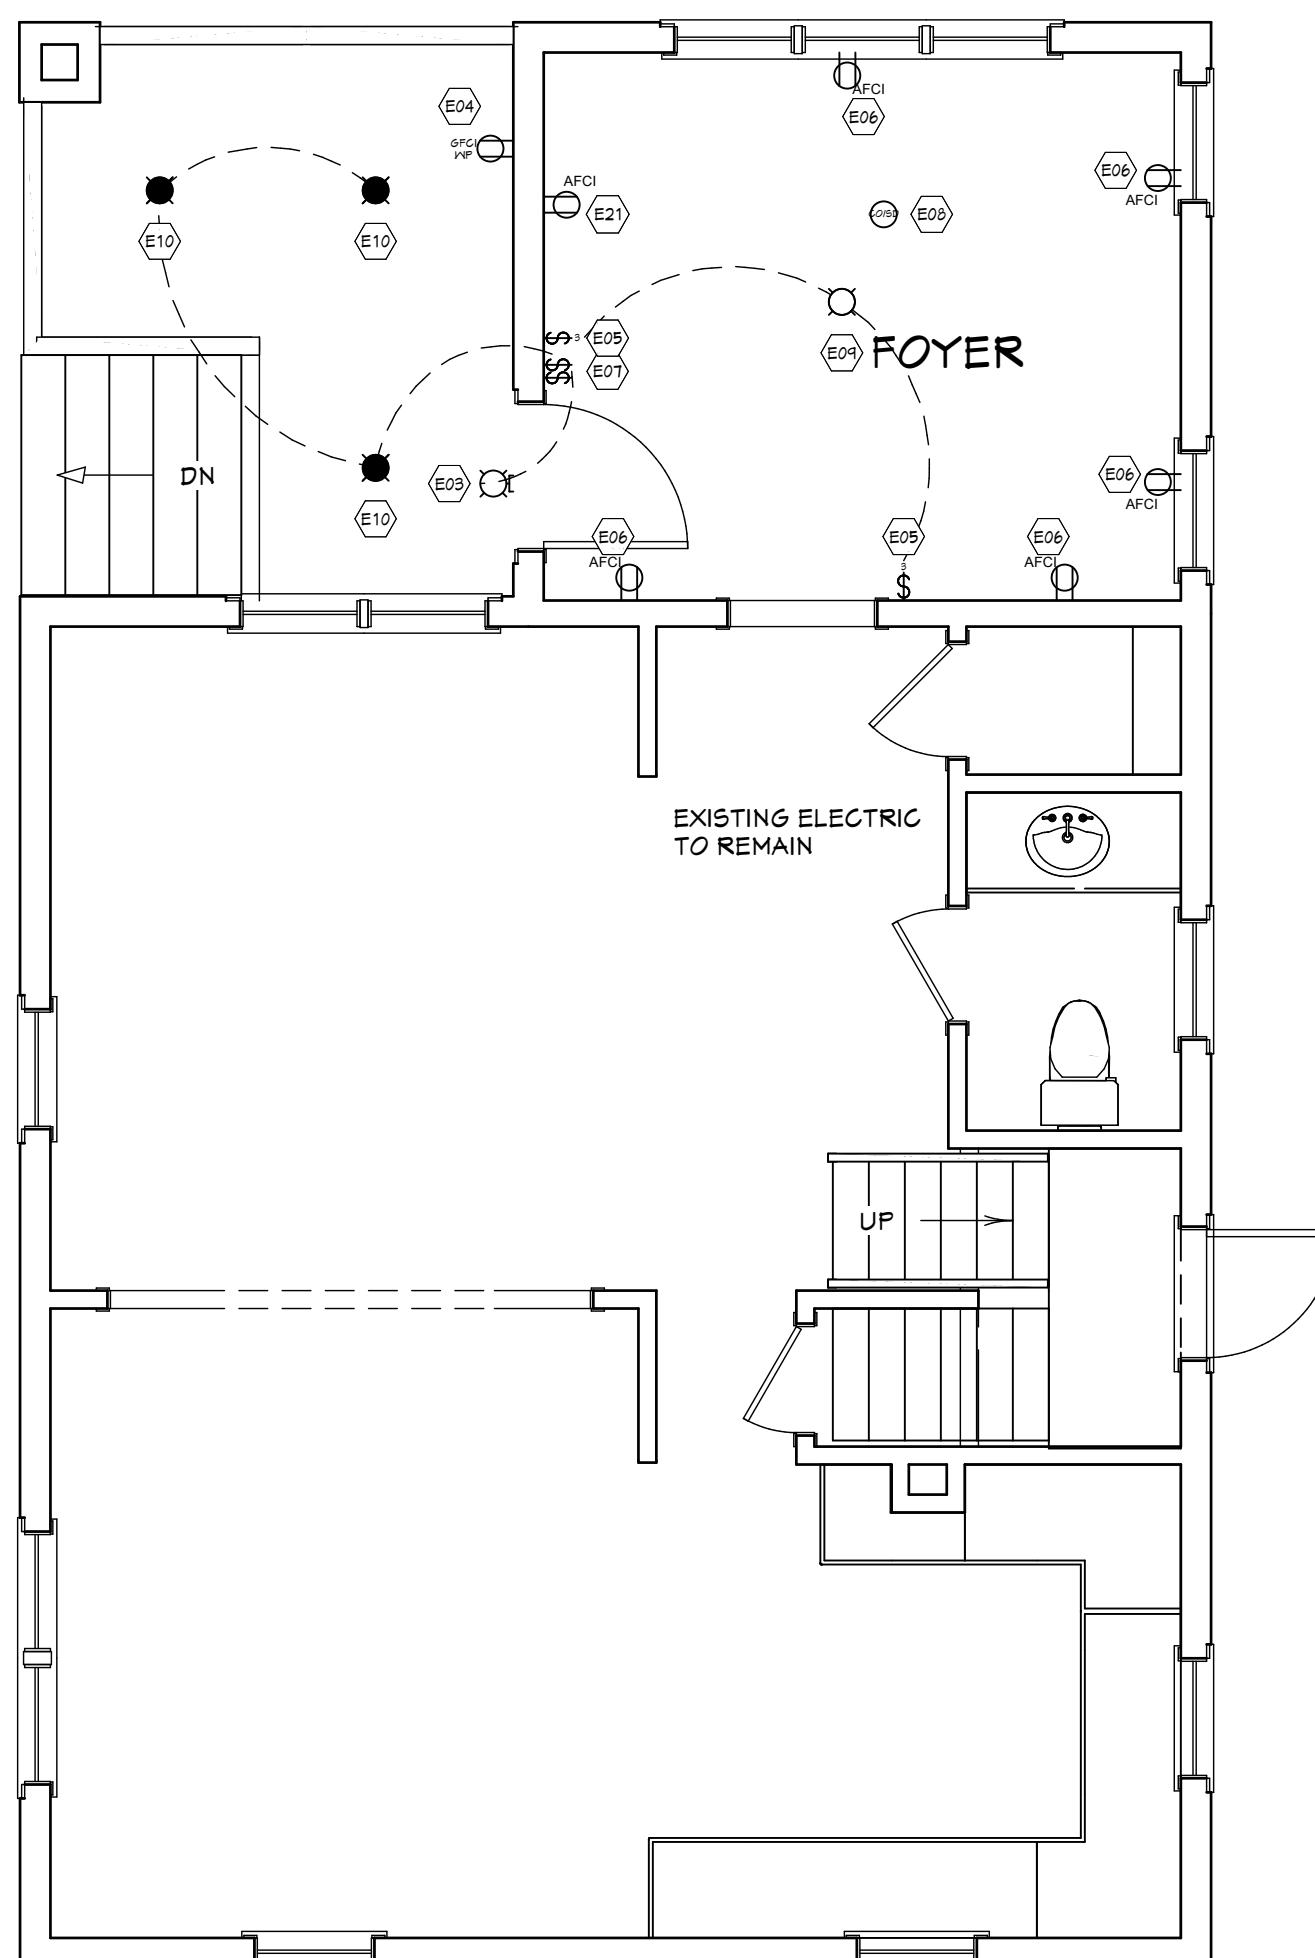 E04
AFCI
E06
GFCI
WP
E06
AFCI
AFCI
E21
CO/SD
E08
E10
E10
3
E05
E07
E09
FOYER
DN
E03
E06
AFCI
E10
E06
AFCI
E05
3
E06
AFCI
EXISTING ELECTRIC
TO REMAIN
UP